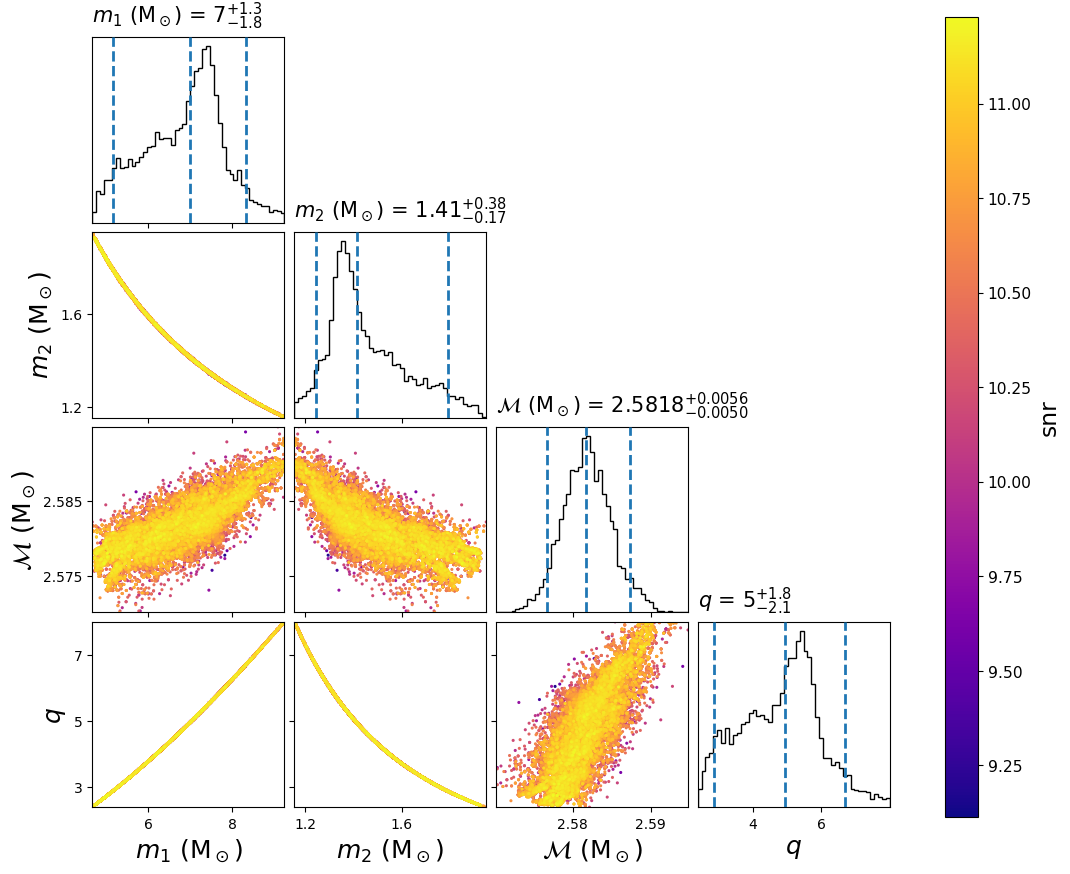 m₁ (M⊙) = 7⁺¹·³₋₁.₈
11.00
m₂ (M⊙) = 1.41⁺⁰·³⁸₋₀.₁₇
10.75
m₂ (M⊙)
1.6
1.2
10.50
10.25
snr
ℳ (M⊙) = 2.5818⁺⁰·⁰⁰⁵⁶₋₀.₀₀₅₀
10.00
ℳ (M⊙)
2.585
2.575
9.75
q = 5⁺¹·⁸₋₂.₁
9.50
q
7
5
3
9.25
6 8 1.2 1.6 2.58 2.59 4 6
m₁ (M⊙) m₂ (M⊙) ℳ (M⊙) q